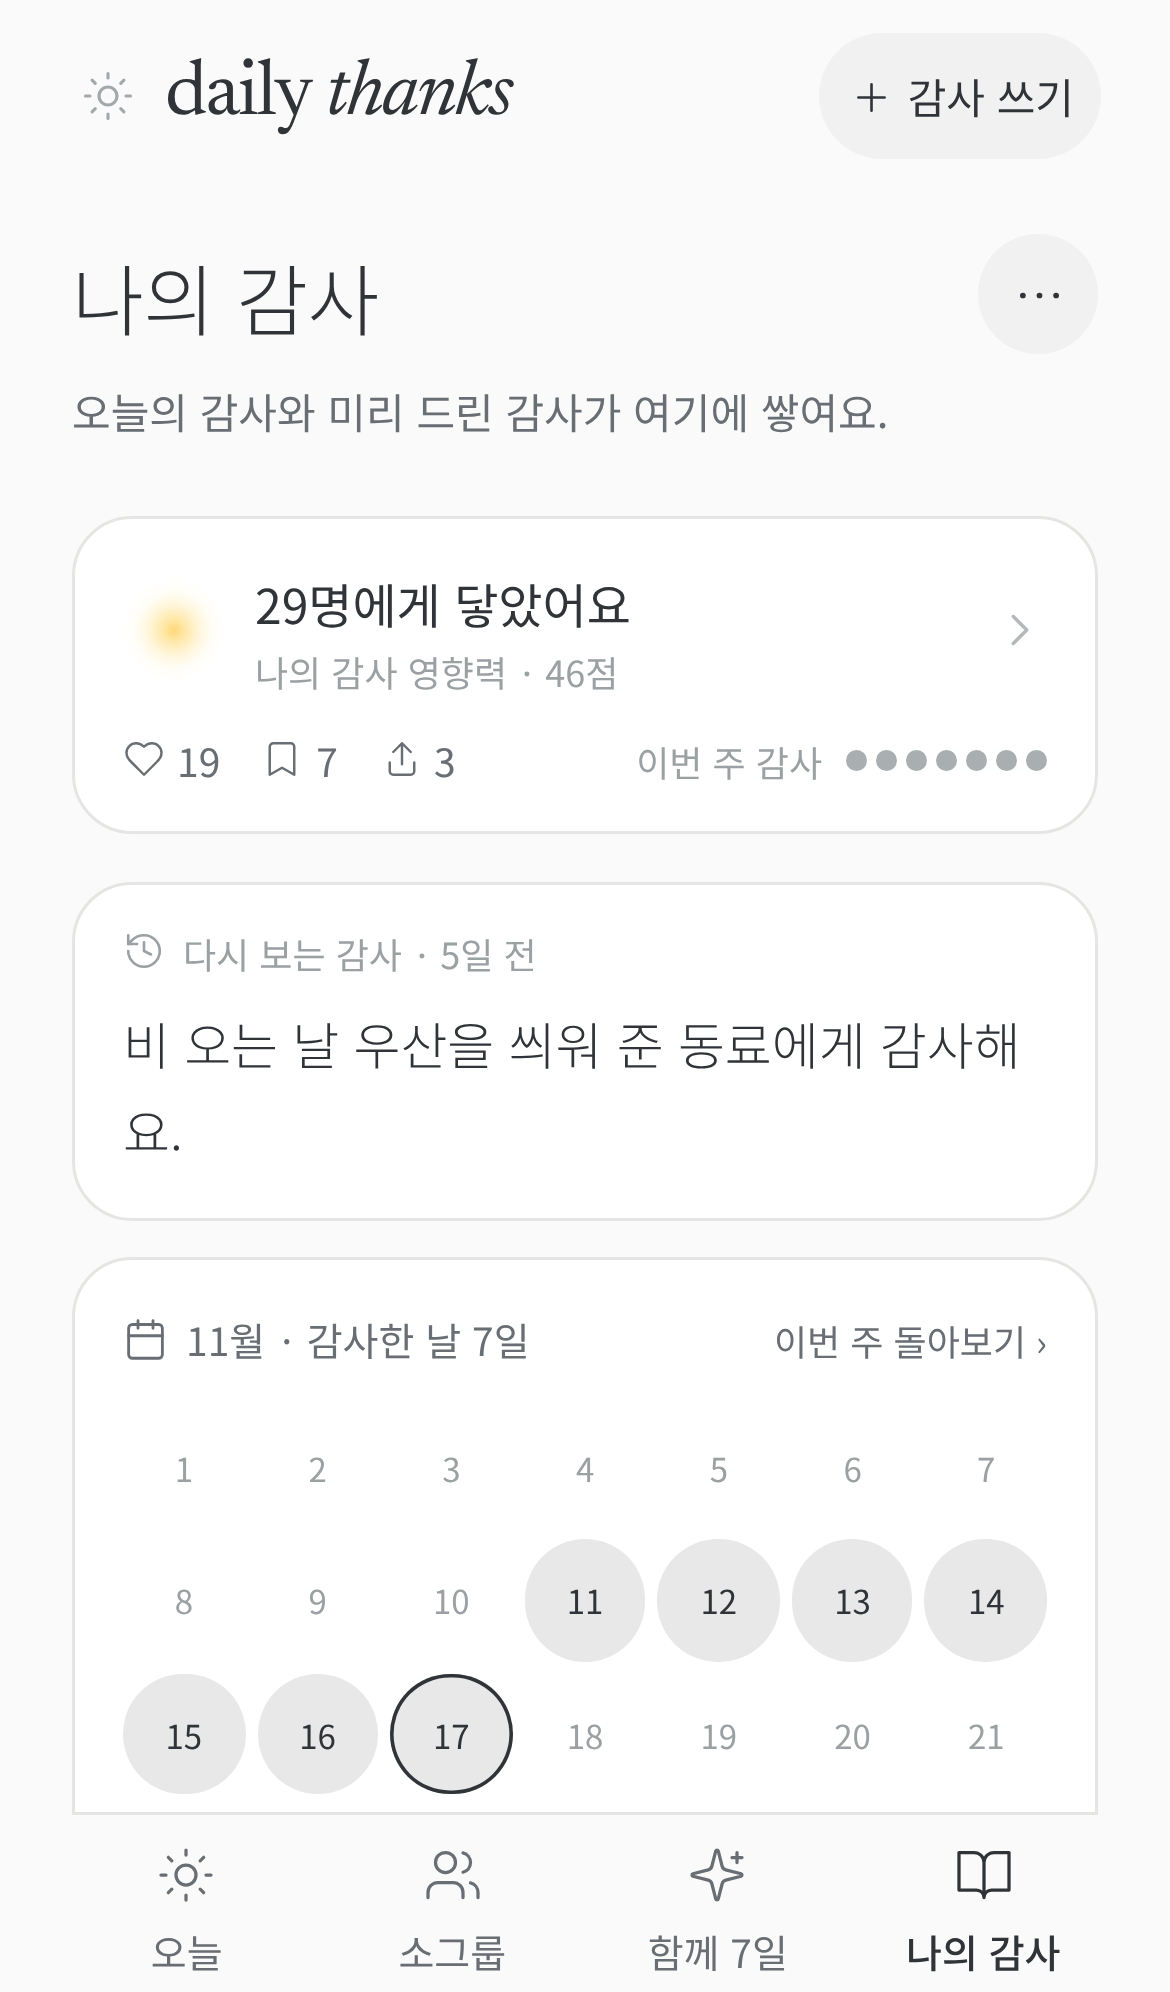 daily thanks
+ 감사 쓰기
나의 감사
...
오늘의 감사와 미리 드린 감사가 여기에 쌓여요.
29명에게 닿았어요
나의 감사 영향력 · 46점
19 7 3 이번 주 감사
다시 보는 감사 · 5일 전
비 오는 날 우산을 씌워 준 동료에게 감사해
요.
11월 · 감사한 날 7일 이번 주 돌아보기 ›
1 2 3 4 5 6 7
8 9 10 11 12 13 14
15 16 17 18 19 20 21
오늘 소그룹 함께 7일 나의 감사